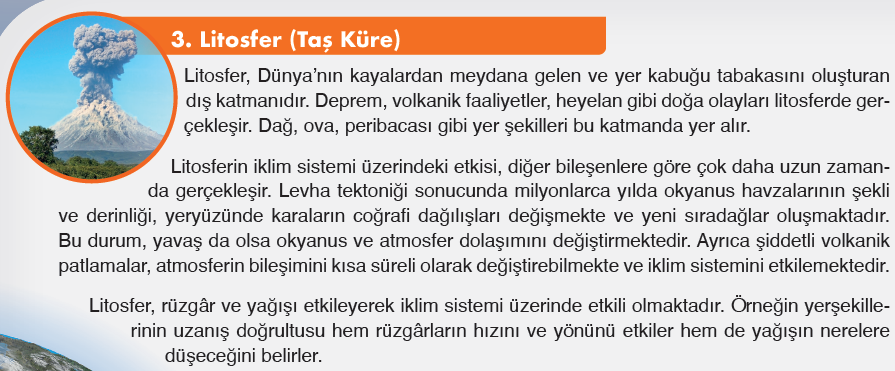 3. Litosfer (Taş Küre)
Litosfer, Dünya’nın kayalardan meydana gelen ve yer kabuğu tabakasını oluşturan
dış katmanıdır. Deprem, volkanik faaliyetler, heyelan gibi doğa olayları litosferde ger-
çekleşir. Dağ, ova, peribacası gibi yer şekilleri bu katmanda yer alır.
Litosferin iklim sistemi üzerindeki etkisi, diğer bileşenlere göre çok daha uzun zaman-
da gerçekleşir. Levha tektoniği sonucunda milyonlarca yılda okyanus havzalarının şekli
ve derinliği, yeryüzünde karaların coğrafi dağılışları değişmekte ve yeni sıradağlar oluşmaktadır.
Bu durum, yavaş da olsa okyanus ve atmosfer dolaşımını değiştirmektedir. Ayrıca şiddetli volkanik
patlamalar, atmosferin bileşimini kısa süreli olarak değiştirebilmekte ve iklim sistemini etkilemektedir.
Litosfer, rüzgâr ve yağışı etkileyerek iklim sistemi üzerinde etkili olmaktadır. Örneğin yerşekille-
rinin uzanış doğrultusu hem rüzgârların hızını ve yönünü etkiler hem de yağışın nerelere
düşeceğini belirler.